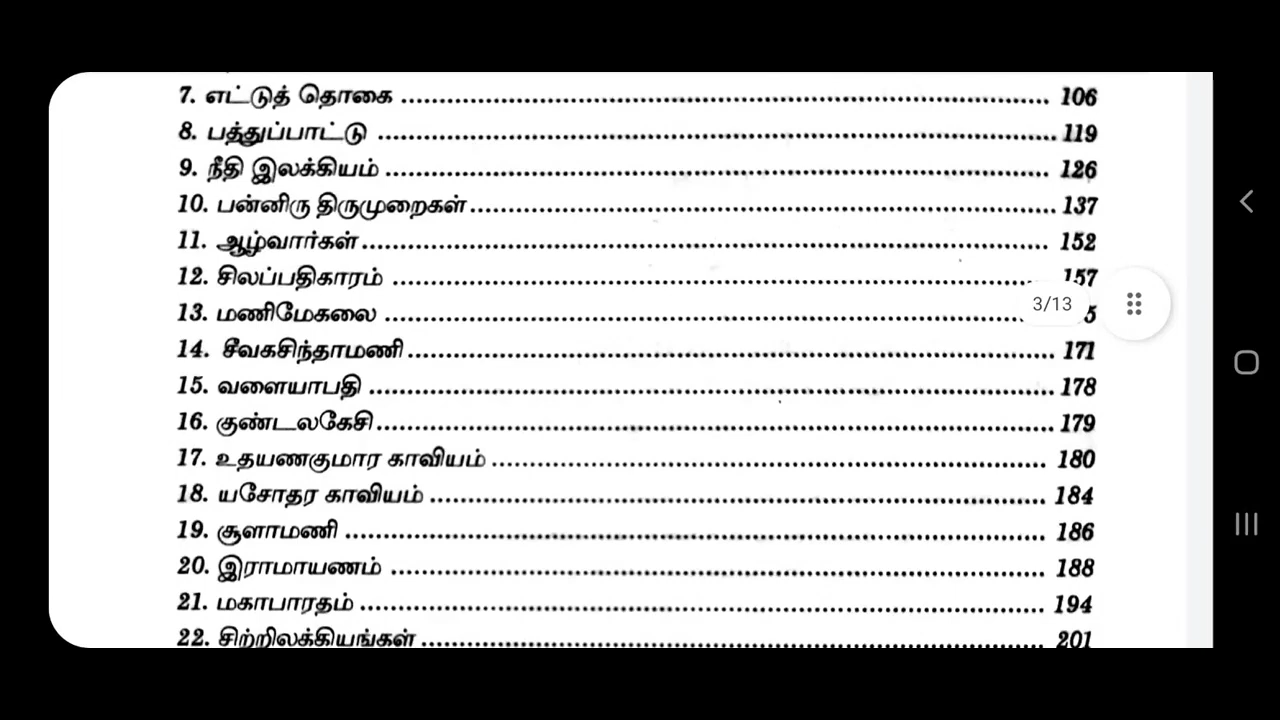 7. எட்டுத் தொகை ........................................ 106
8. பத்துப்பாட்டு ........................................ 119
9. நீதி இலக்கியம் ........................................ 126
10. பன்னிரு திருமுறைகள் ........................................ 137
11. ஆழ்வார்கள் ........................................ 152
12. சிலப்பதிகாரம் ........................................ 157
3/13
13. மணிமேகலை ........................................ 5
14. சீவகசிந்தாமணி ........................................ 171
15. வளையாபதி ........................................ 178
16. குண்டலகேசி ........................................ 179
17. உதயணகுமார காவியம் ........................................ 180
18. யசோதர காவியம் ........................................ 184
19. சூளாமணி ........................................ 186
20. இராமாயணம் ........................................ 188
21. மகாபாரதம் ........................................ 194
22. சிற்றிலக்கியங்கள் ........................................ 201